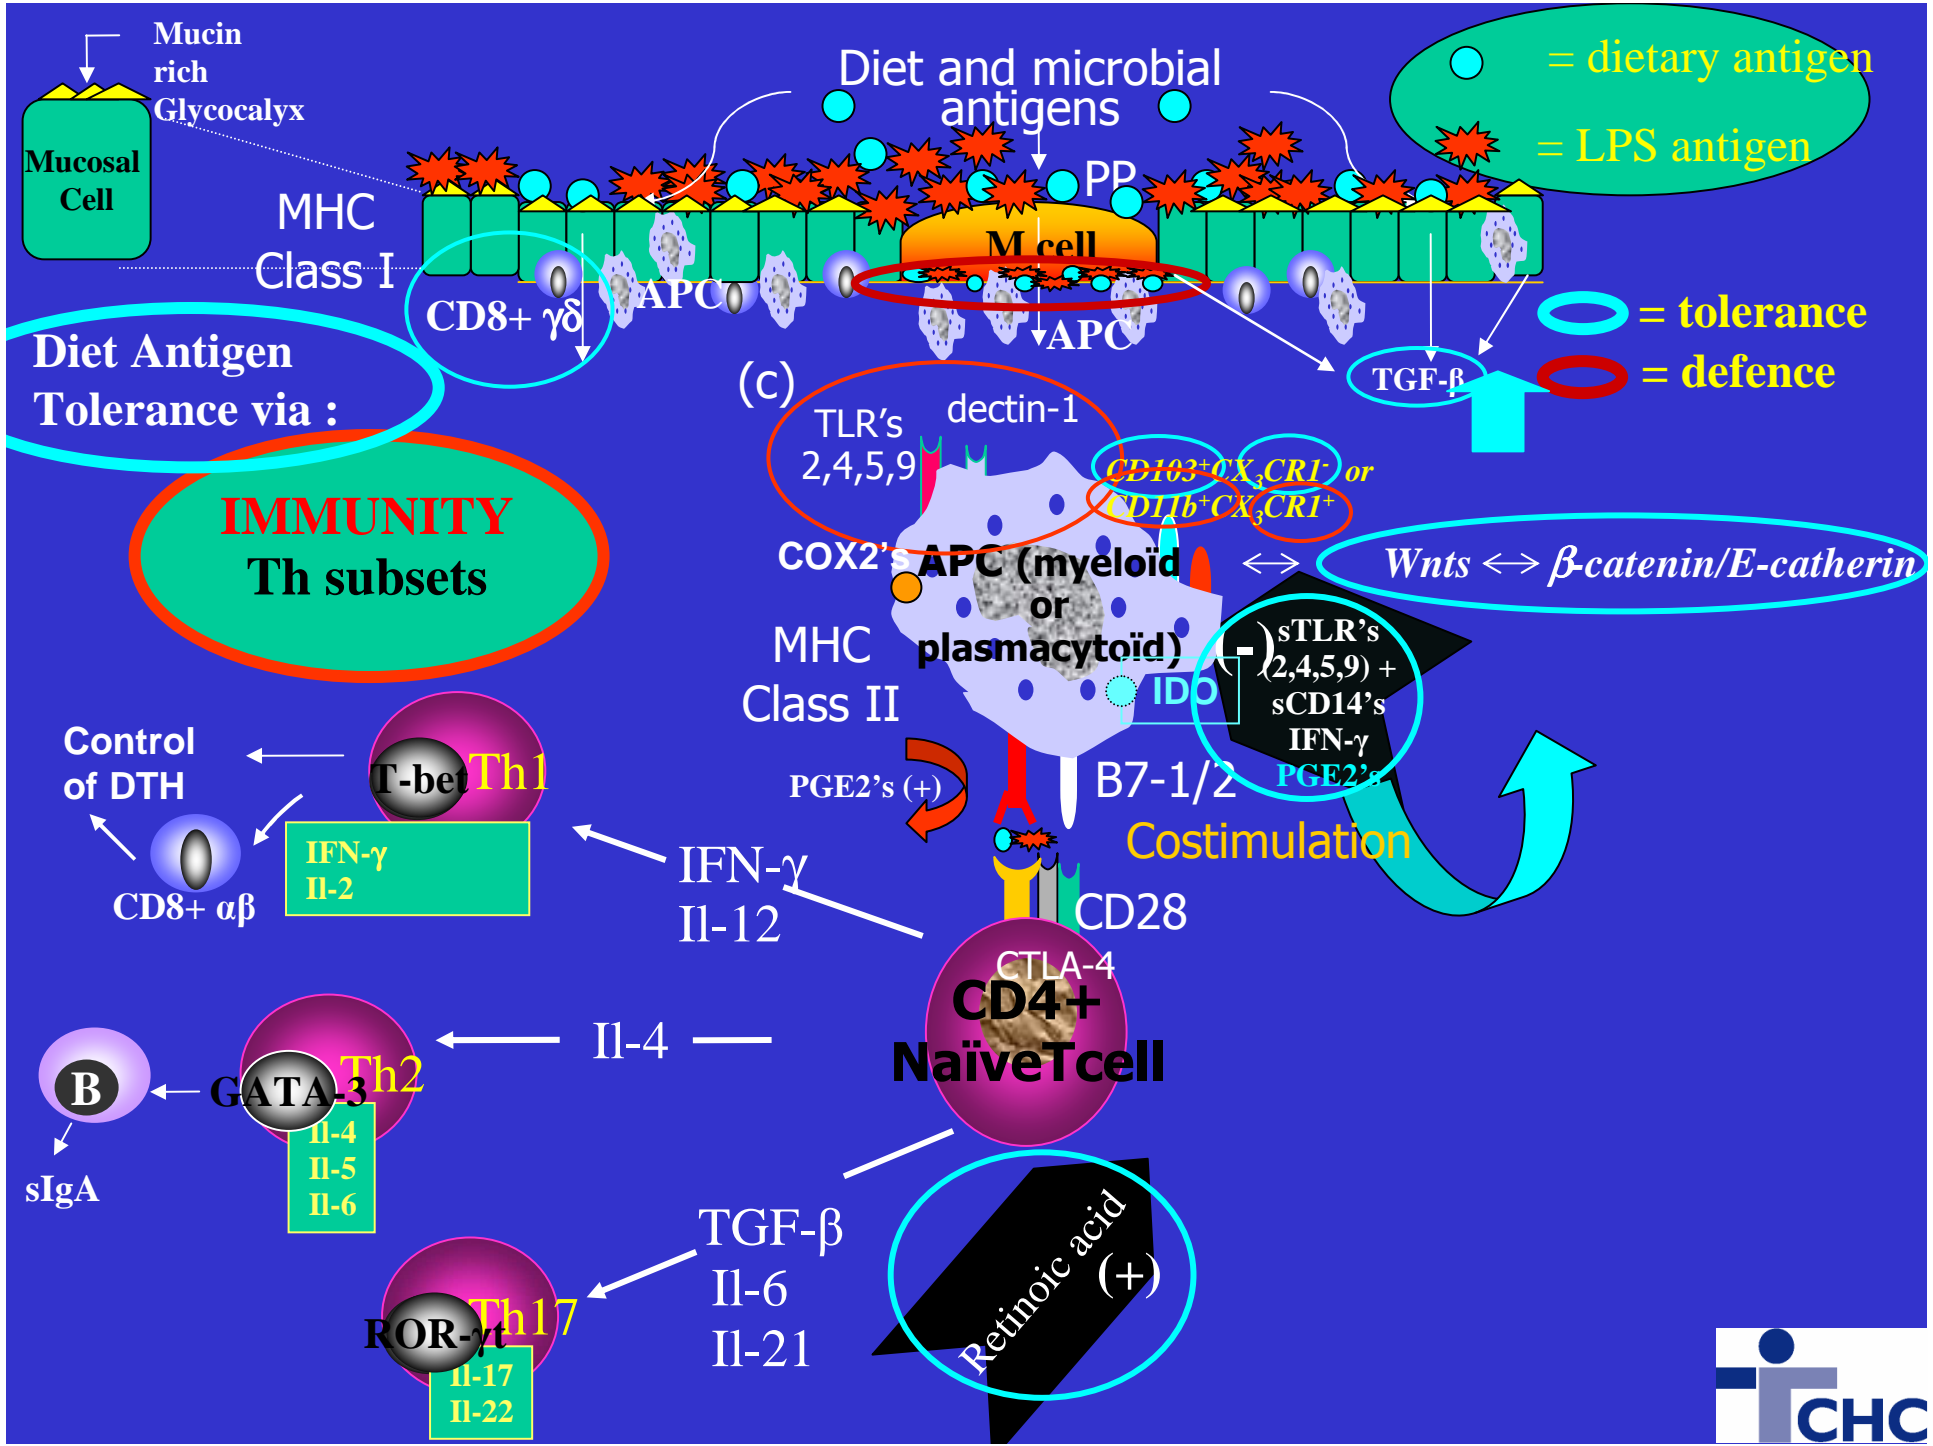 Mucin
rich
Glycocalyx
Mucosal
Cell
Diet and microbial
antigens
= dietary antigen
= LPS antigen
PP
MHC
Class I
M cell
CD8+ γδ
APC
APC
= tolerance
= defence
TGF-β
Diet Antigen
Tolerance via :
(c)
TLR's
2,4,5,9
dectin-1
CD103+CX3CR1- or
CD11b+CX3CR1+
IMMUNITY
Th subsets
COX2's
APC (myeloïd
or
plasmacytoïd)
Wnts ↔ β-catenin/E-catherin
MHC
Class II
IDO
(-)
sTLR's
(2,4,5,9) +
sCD14's
IFN-γ
PGE2's
PGE2's (+)
B7-1/2
Costimulation
Control
of DTH
T-bet
Th1
IFN-γ
Il-2
CD8+ αβ
IFN-γ
Il-12
CD28
CTLA-4
CD4+
NaïveTcell
Il-4
GATA-3
Th2
Il-4
Il-5
Il-6
B
sIgA
TGF-β
Il-6
Il-21
Retinoic acid
(+)
ROR-γt
Th17
Il-17
Il-22
CHC